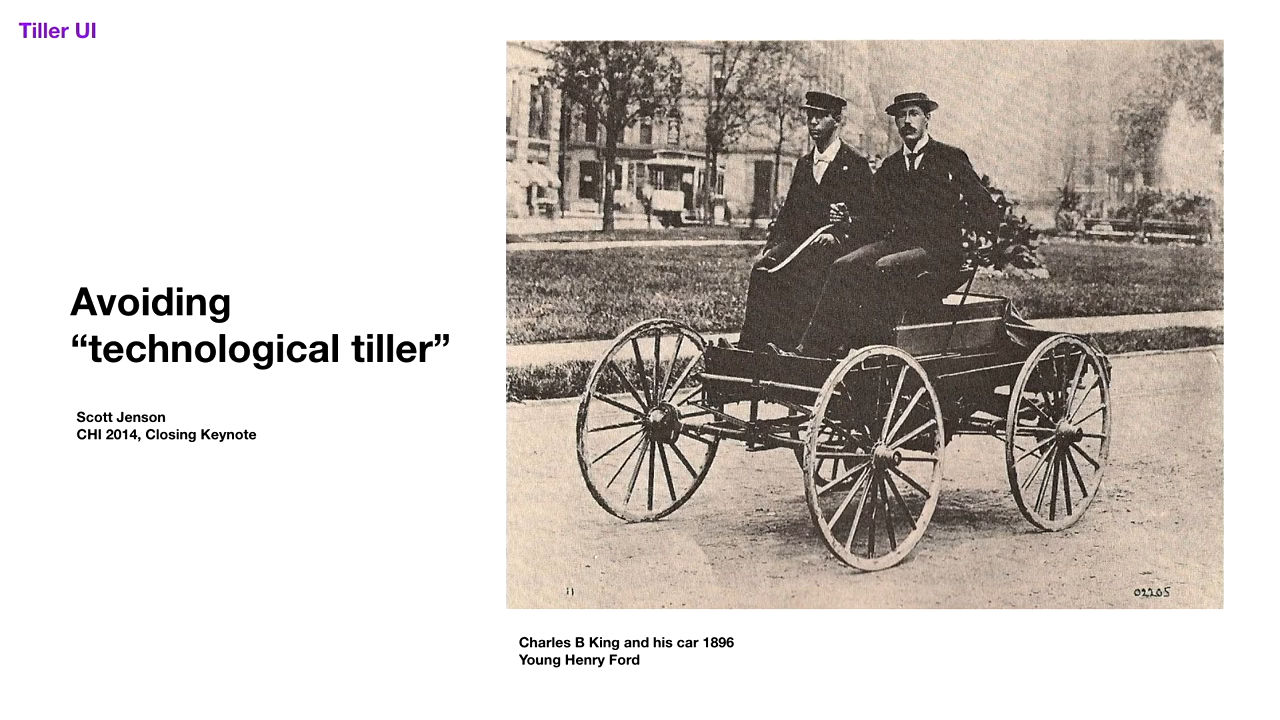 Tiller UI
Avoiding
“technological tiller”
Scott Jenson
CHI 2014, Closing Keynote
11
02205
Charles B King and his car 1896
Young Henry Ford